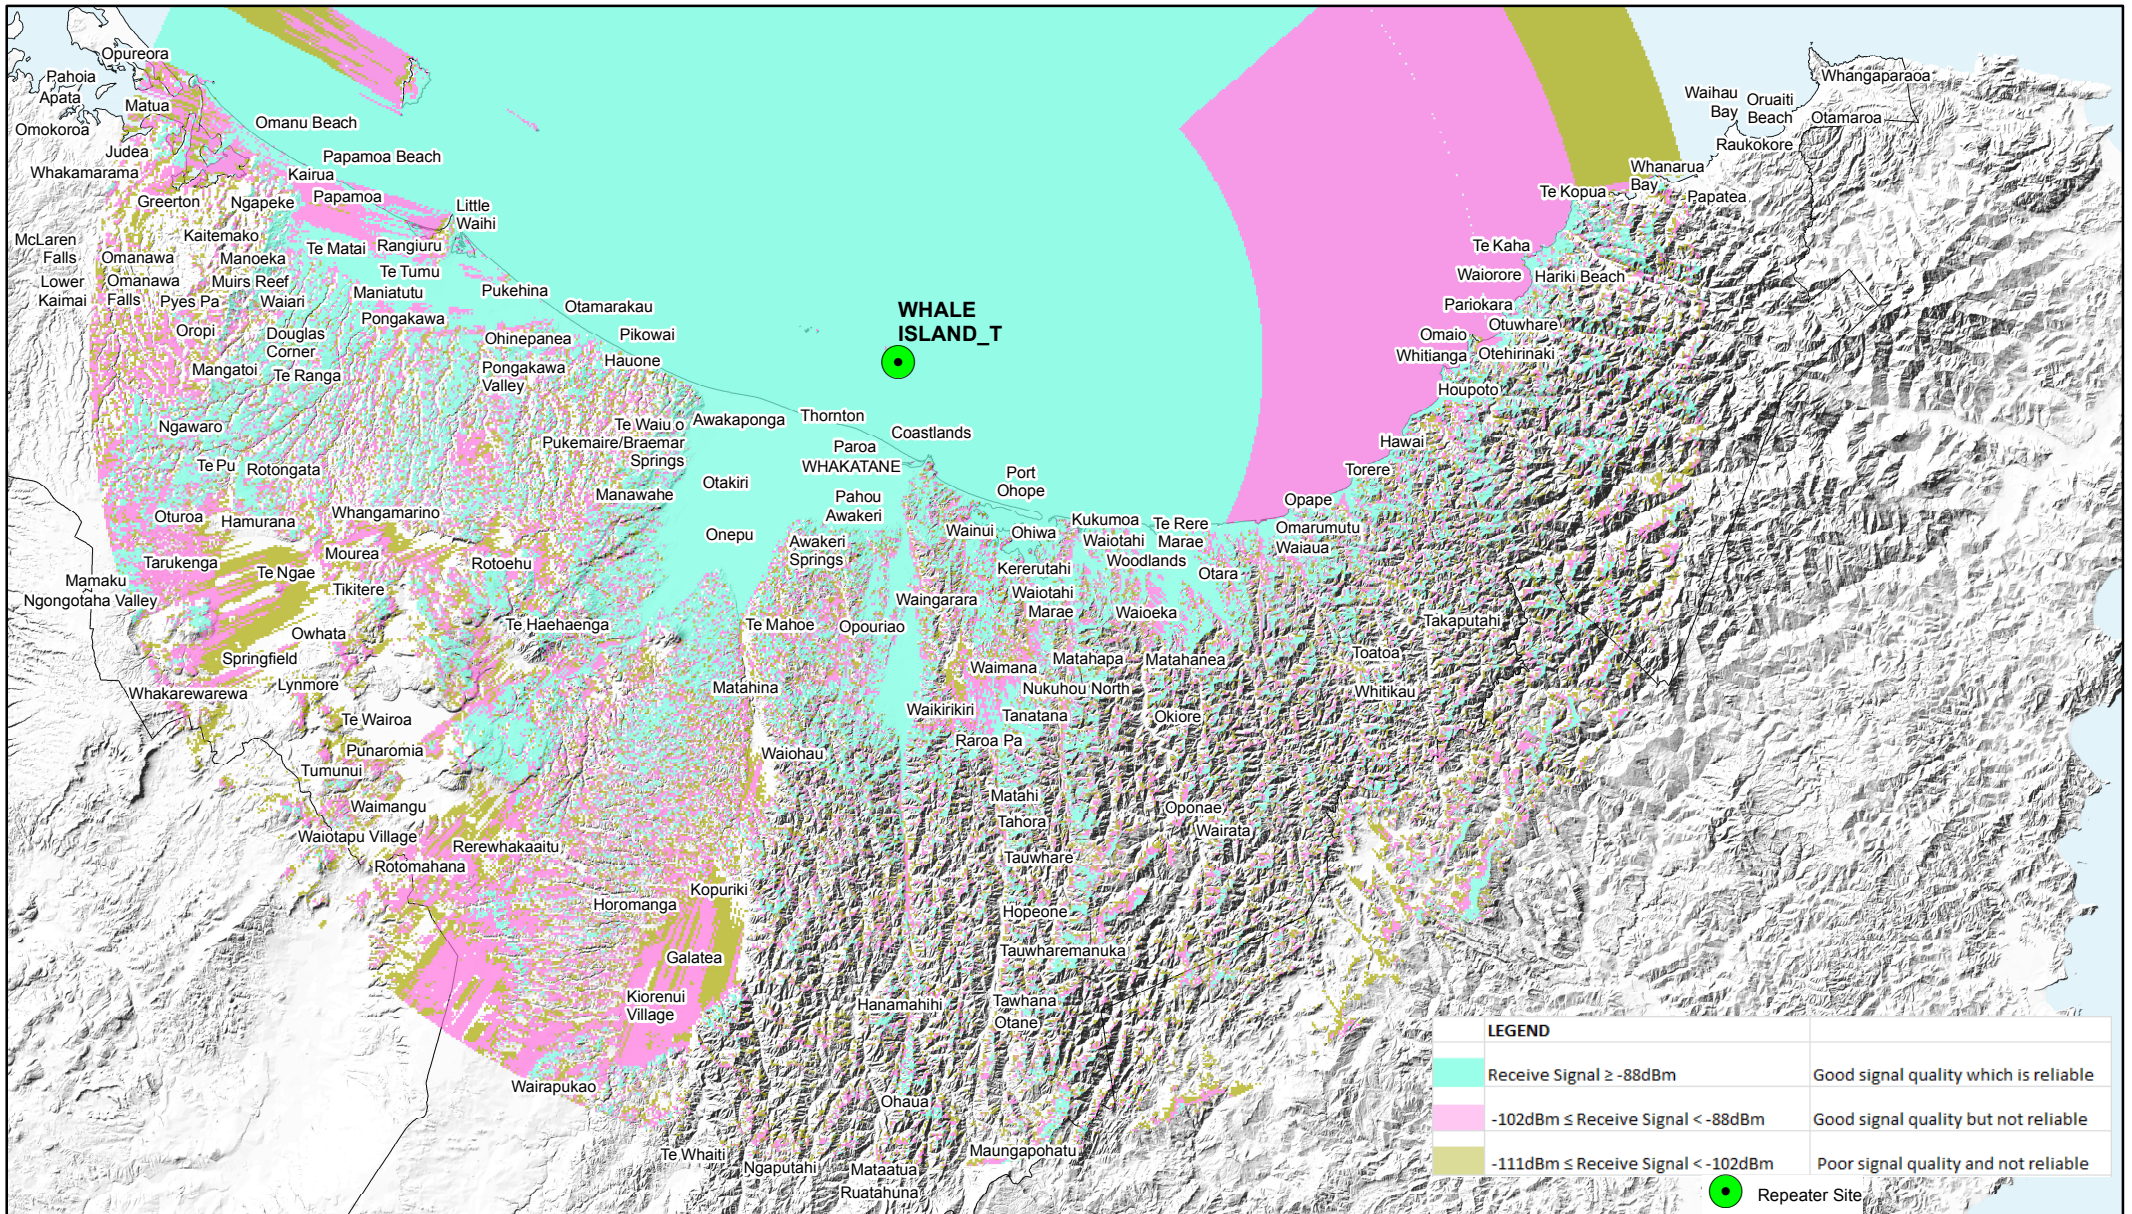 Opureora
Pahoia
Apata
Matua
Omokoroa
Omanu Beach
Judea
Papamoa Beach
Whakamarama
Kairua
Greerton
Ngapeke
Papamoa
Little
Waihi
McLaren
Falls
Kaitemako
Te Matai
Rangiuru
Omanawa
Manoeka
Te Tumu
Lower
Kaimai
Omanawa
Falls
Muirs Reef
Pyes Pa
Waiari
Maniatutu
Pukehina
Otamarakau
Oropi
Douglas
Corner
Pongakawa
Ohinepanea
Pikowai
Hauone
Mangatoi
Te Ranga
Pongakawa
Valley
WHALE
ISLAND_T
Whangaparaoa
Waihau
Bay
Oruaiti
Beach
Otamaroa
Raukokore
Whanarua
Bay
Te Kopua
Papatea
Te Kaha
Waiorore
Hariki Beach
Pariokara
Otuwhare
Omaio
Whitianga
Otehirinaki
Houpoto
Hawai
Torere
Opape
Omarumutu
Waiaua
Ngawaro
Te Waiu o
Pukemaire/Braemar
Springs
Awakaponga
Thornton
Coastlands
Paroa
WHAKATANE
Te Pu
Rotongata
Manawahe
Otakiri
Pahou
Awakeri
Port
Ohope
Oturoa
Hamurana
Whangamarino
Onepu
Awakeri
Springs
Wainui
Ohiwa
Kukumoa
Waiotahi
Te Rere
Marae
Woodlands
Otara
Tarukenga
Mourea
Te Ngae
Tikitere
Rotoehu
Kererutahi
Mamaku
Ngongotaha Valley
Waingarara
Waiotahi
Marae
Waioeka
Owhata
Te Haehaenga
Te Mahoe
Opouriao
Takaputahi
Springfield
Waimana
Matahapa
Matahanea
Toatoa
Whakarewarewa
Lynmore
Matahina
Nukuhou North
Whitikau
Te Wairoa
Waikirikiri
Tanatana
Okiore
Punaromia
Waiohau
Raroa Pa
Tumunui
Waimangu
Matahi
Oponae
Waiotapu Village
Rerewhakaaitu
Tahora
Wairata
Rotomahana
Tauwhare
Kopuriki
Horomanga
Hopeone
Galatea
Tauwharemanuka
Kiorenui
Village
Hanamahihi
Tawhana
Otane
Wairapukao
Ohaua
Te Whaiti
Ngaputahi
Mataatua
Ruatahuna
Maungapohatu
LEGEND
Receive Signal ≥ -88dBm Good signal quality which is reliable
-102dBm ≤ Receive Signal < -88dBm Good signal quality but not reliable
-111dBm ≤ Receive Signal < -102dBm Poor signal quality and not reliable
Repeater Site